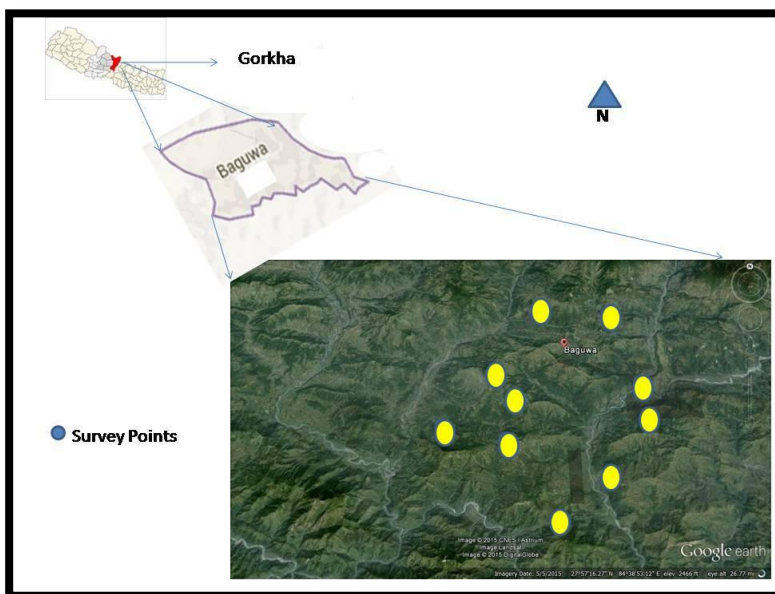 Gorkha
N
Baguwa
Baguwa
Survey Points
Image © 2015 CNES / Astrium
Image Landsat
Image © 2015 DigitalGlobe
Google earth
Imagery Date: 5/5/2015 27°57'16.27" N 84°38'53.12" E elev 2466 ft eye alt 26.77 mi